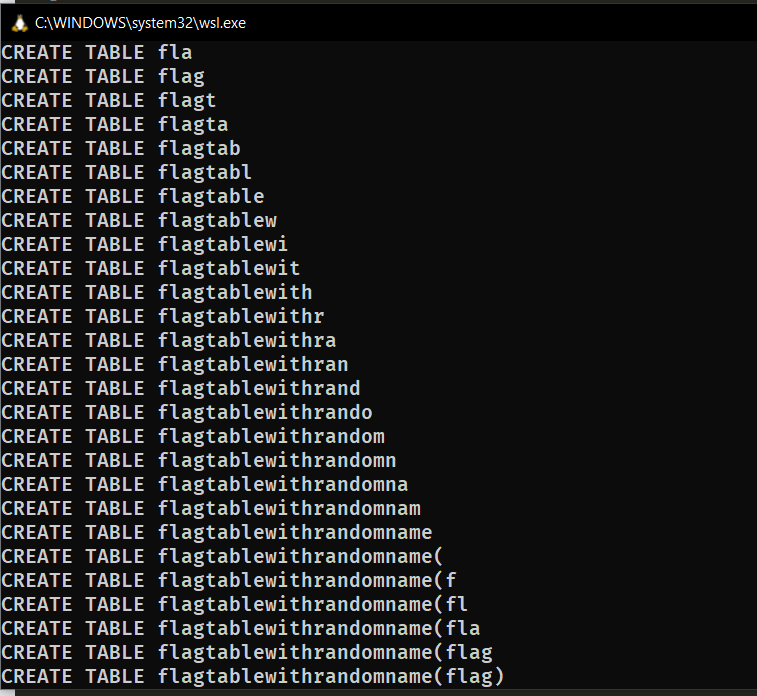 C:\WINDOWS\system32\wsl.exe
CREATE TABLE fla
CREATE TABLE flag
CREATE TABLE flagt
CREATE TABLE flagta
CREATE TABLE flagtab
CREATE TABLE flagtabl
CREATE TABLE flagtable
CREATE TABLE flagtablew
CREATE TABLE flagtablewi
CREATE TABLE flagtablewit
CREATE TABLE flagtablewith
CREATE TABLE flagtablewithr
CREATE TABLE flagtablewithra
CREATE TABLE flagtablewithran
CREATE TABLE flagtablewithrand
CREATE TABLE flagtablewithrando
CREATE TABLE flagtablewithrandom
CREATE TABLE flagtablewithrandomn
CREATE TABLE flagtablewithrandomna
CREATE TABLE flagtablewithrandomnam
CREATE TABLE flagtablewithrandomname
CREATE TABLE flagtablewithrandomname(
CREATE TABLE flagtablewithrandomname(f
CREATE TABLE flagtablewithrandomname(fl
CREATE TABLE flagtablewithrandomname(fla
CREATE TABLE flagtablewithrandomname(flag
CREATE TABLE flagtablewithrandomname(flag)